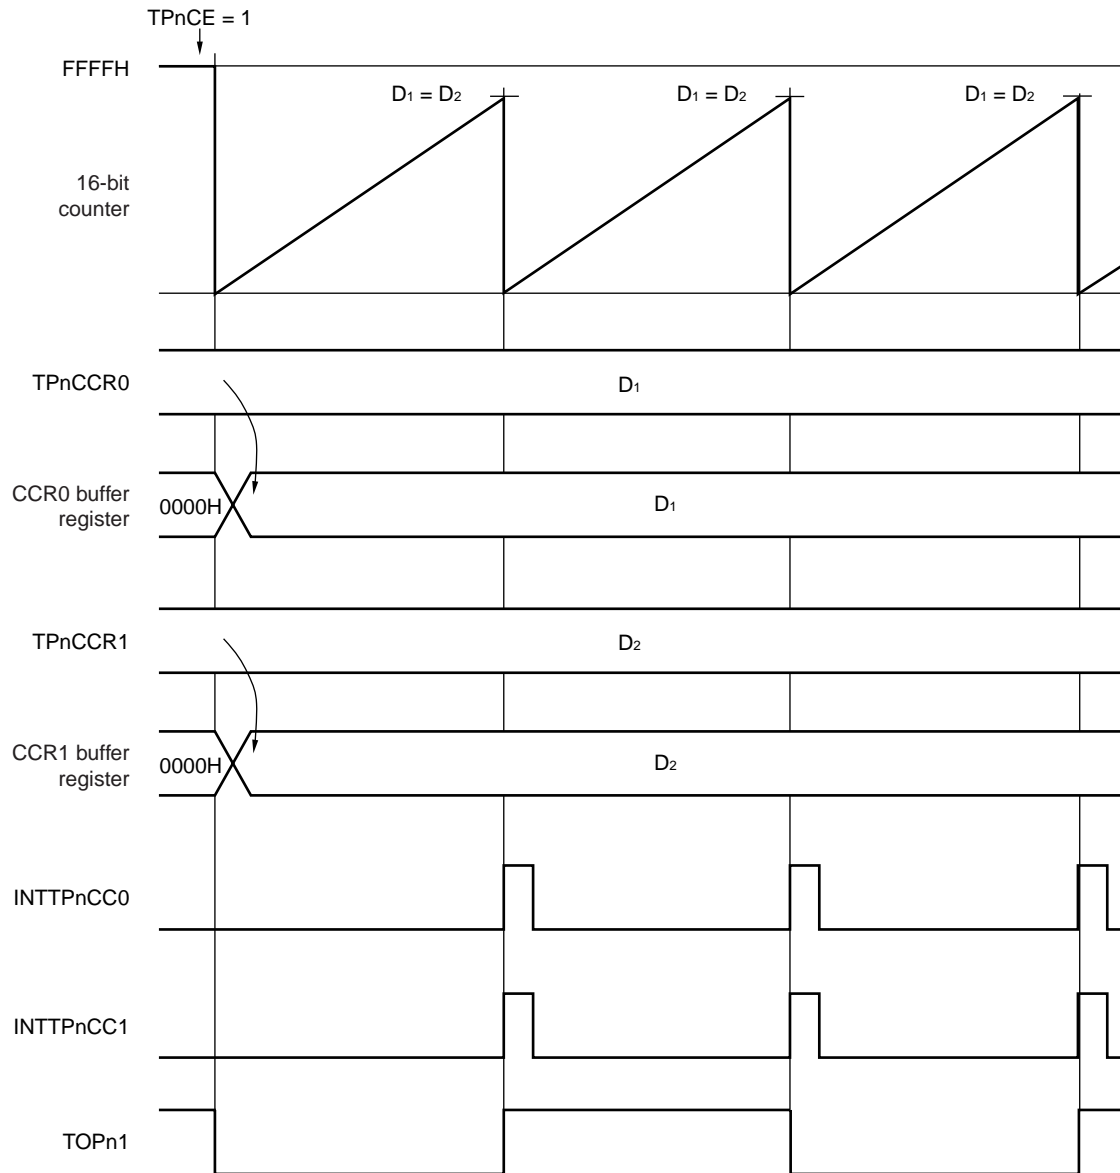 TPnCE = 1
FFFFH
D₁ = D₂ D₁ = D₂ D₁ = D₂
16-bit
counter
TPnCCR0
D₁
CCR0 buffer
register
0000H
D₁
TPnCCR1
D₂
CCR1 buffer
register
0000H
D₂
INTTPnCC0
INTTPnCC1
TOPn1